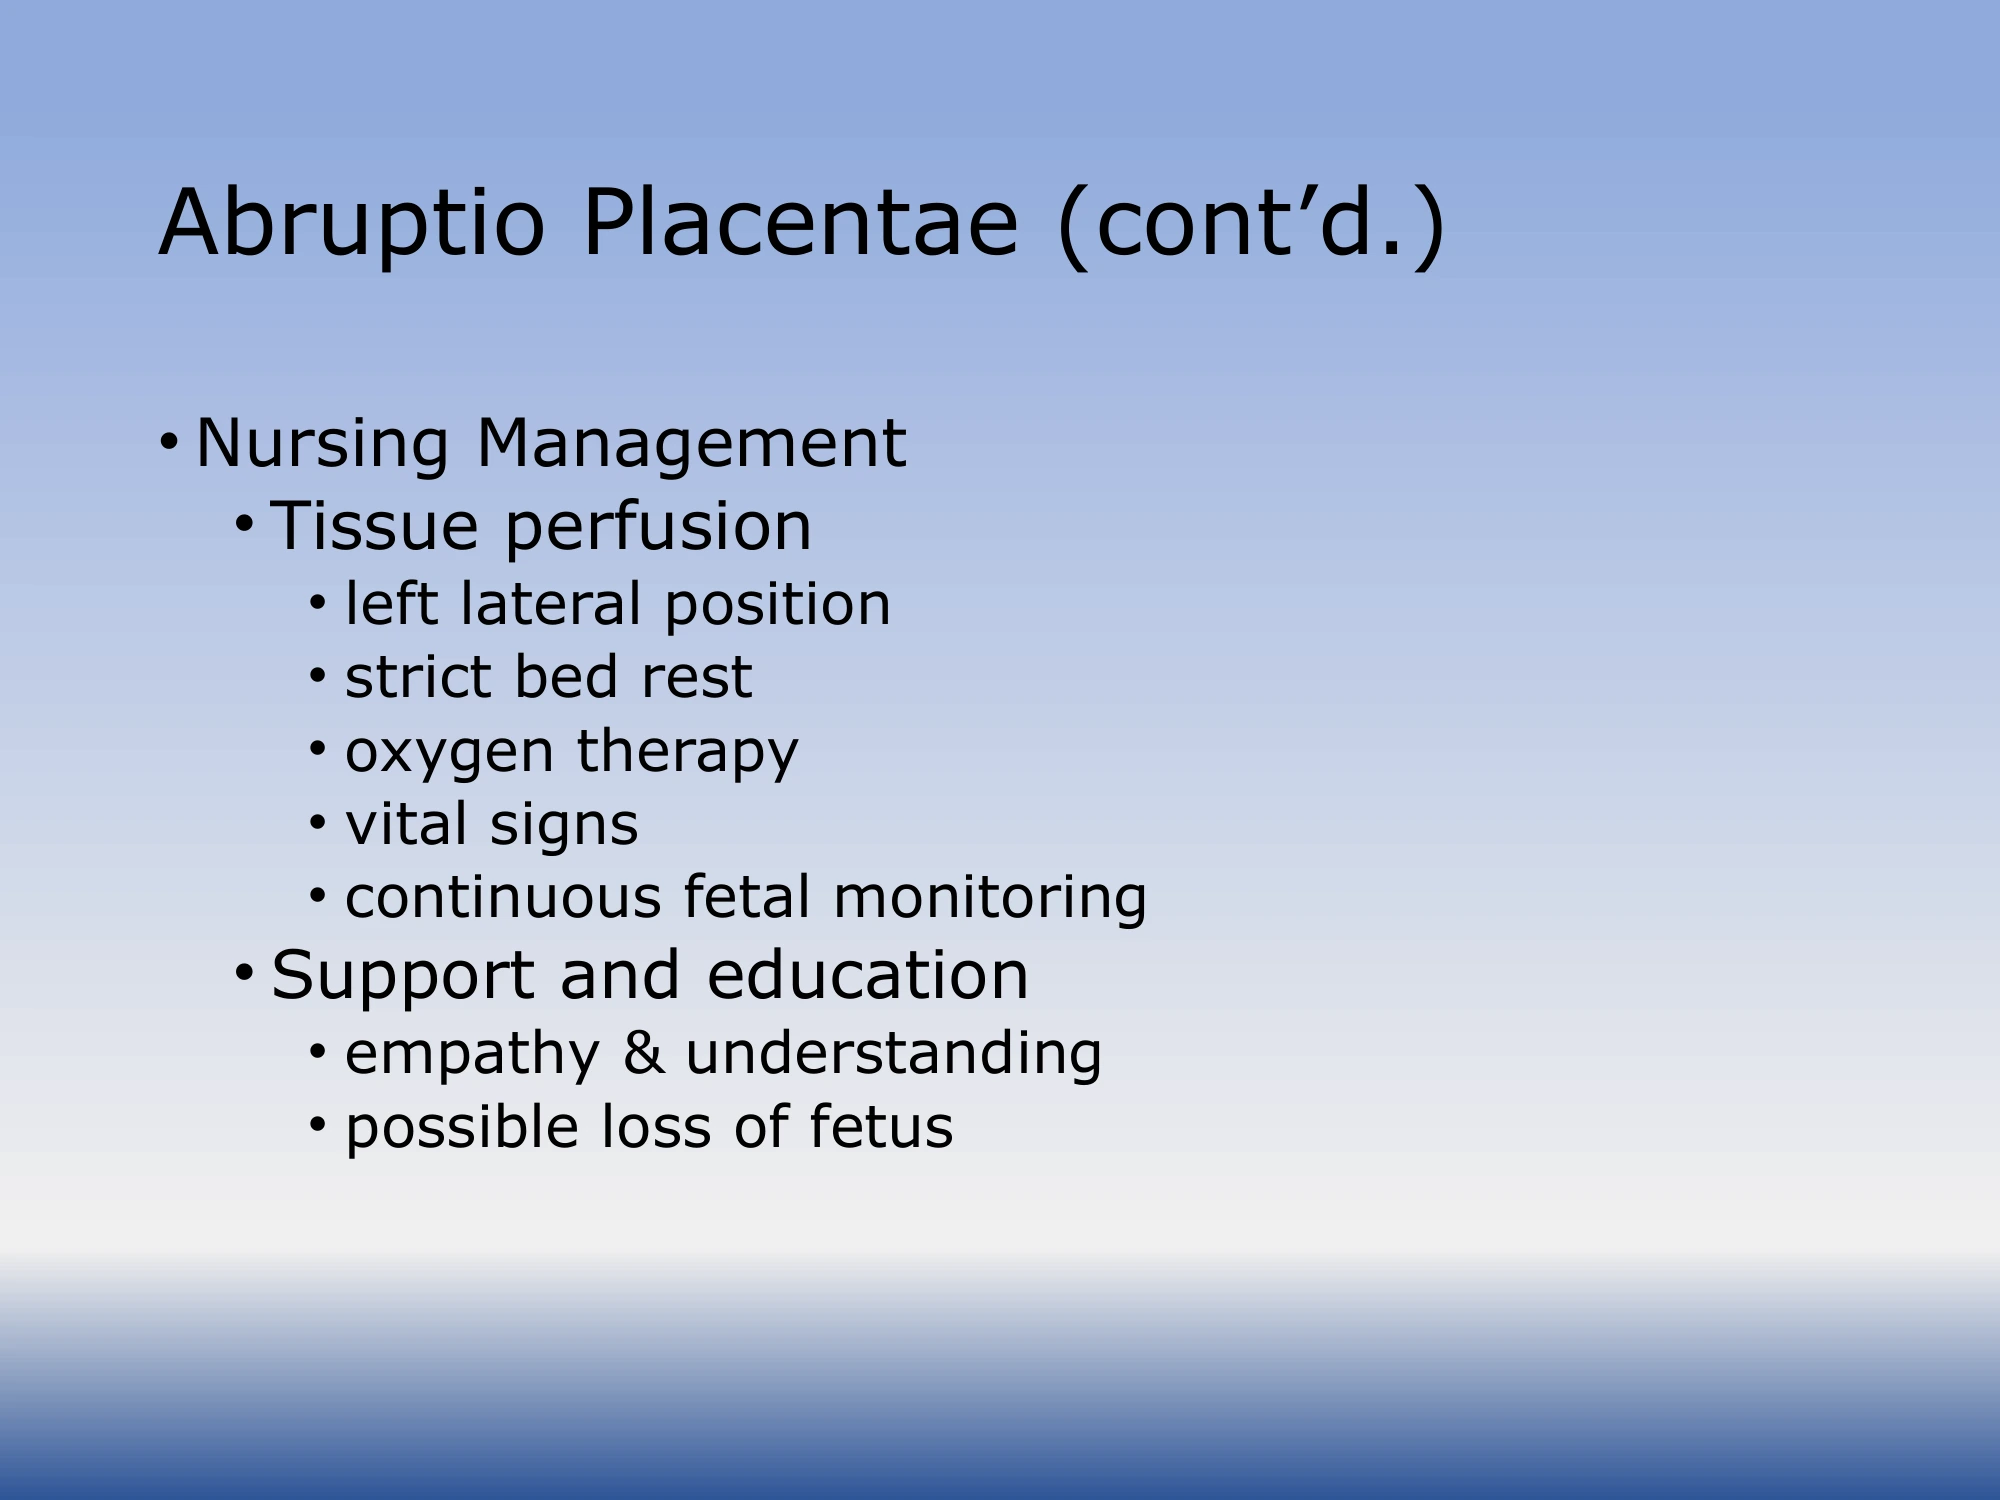 Abruptio Placentae (cont’d.)
• Nursing Management
• Tissue perfusion
• left lateral position
• strict bed rest
• oxygen therapy
• vital signs
• continuous fetal monitoring
• Support and education
• empathy & understanding
• possible loss of fetus